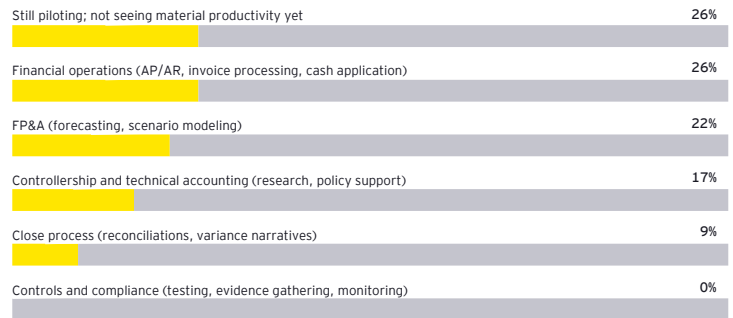 Still piloting; not seeing material productivity yet 26%
Financial operations (AP/AR, invoice processing, cash application) 26%
FP&A (forecasting, scenario modeling) 22%
Controllership and technical accounting (research, policy support) 17%
Close process (reconciliations, variance narratives) 9%
Controls and compliance (testing, evidence gathering, monitoring) 0%